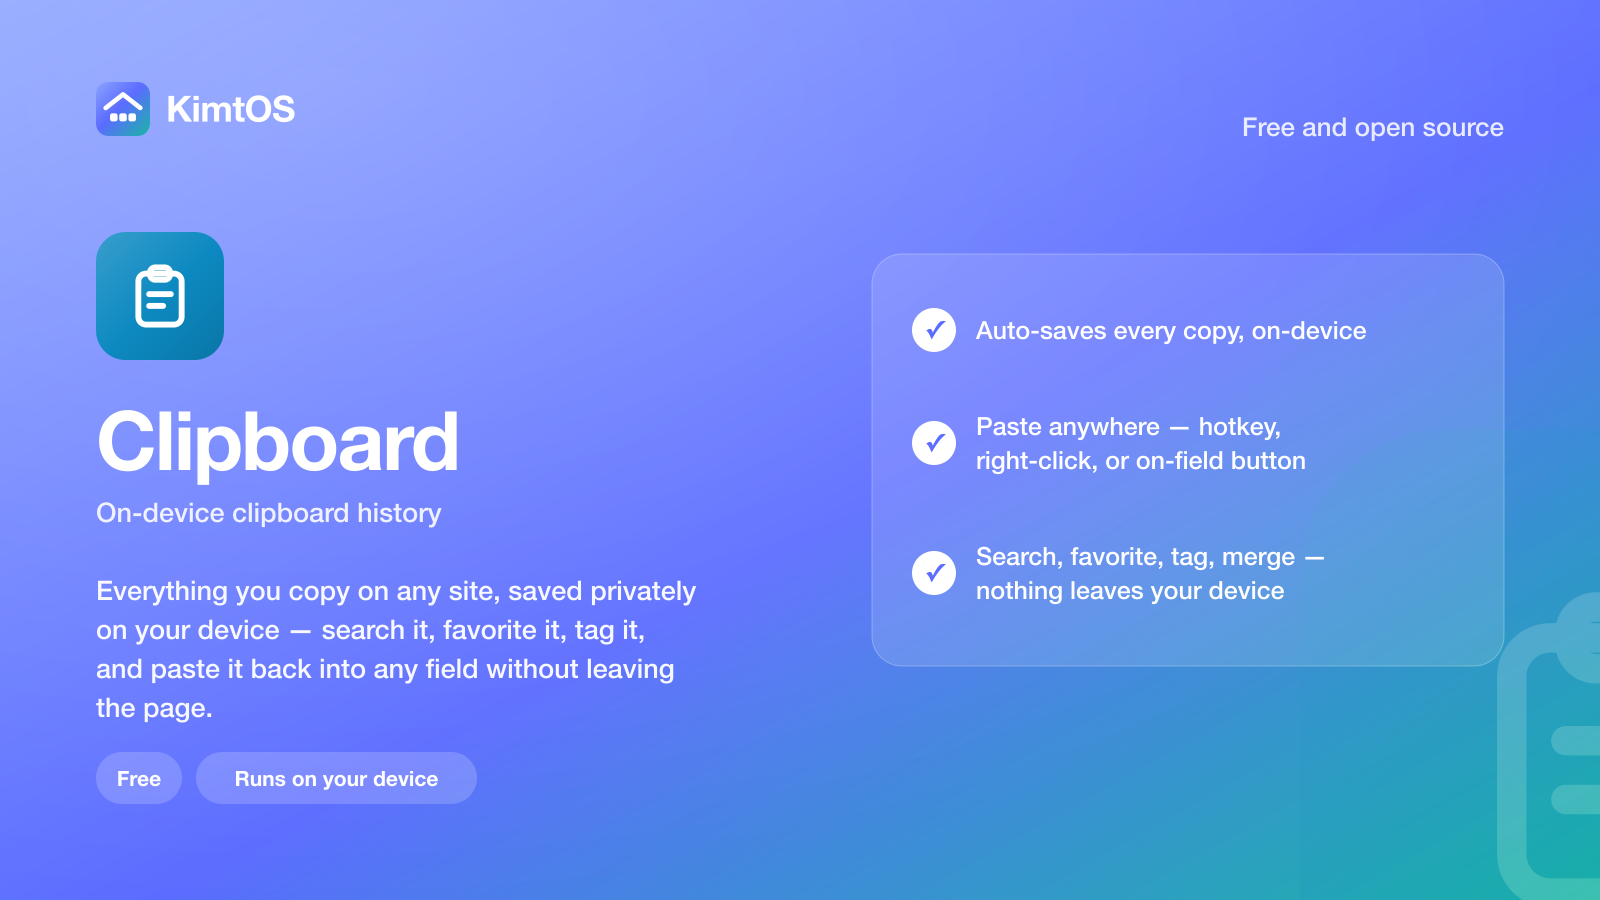 KimtOS
Free and open source
Clipboard
On-device clipboard history
Everything you copy on any site, saved privately
on your device — search it, favorite it, tag it,
and paste it back into any field without leaving
the page.
Free
Runs on your device
Auto-saves every copy, on-device
Paste anywhere — hotkey,
right-click, or on-field button
Search, favorite, tag, merge —
nothing leaves your device